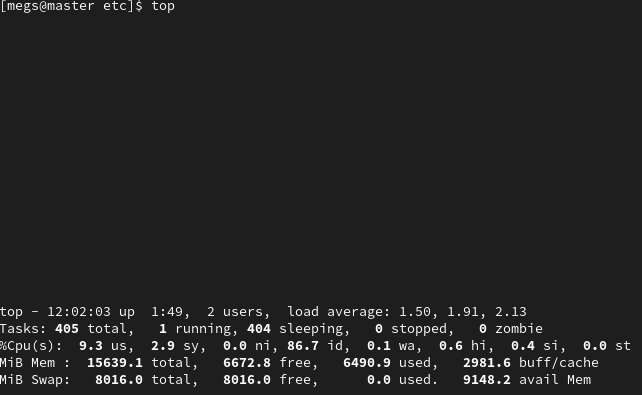 [megs@master etc]$ top
top - 12:02:03 up  1:49,  2 users,  load average: 1.50, 1.91, 2.13
Tasks: 405 total,   1 running, 404 sleeping,   0 stopped,   0 zombie
%Cpu(s):  9.3 us,  2.9 sy,  0.0 ni, 86.7 id,  0.1 wa,  0.6 hi,  0.4 si,  0.0 st
MiB Mem :  15639.1 total,   6672.8 free,   6490.9 used,   2981.6 buff/cache
MiB Swap:   8016.0 total,   8016.0 free,      0.0 used.   9148.2 avail Mem